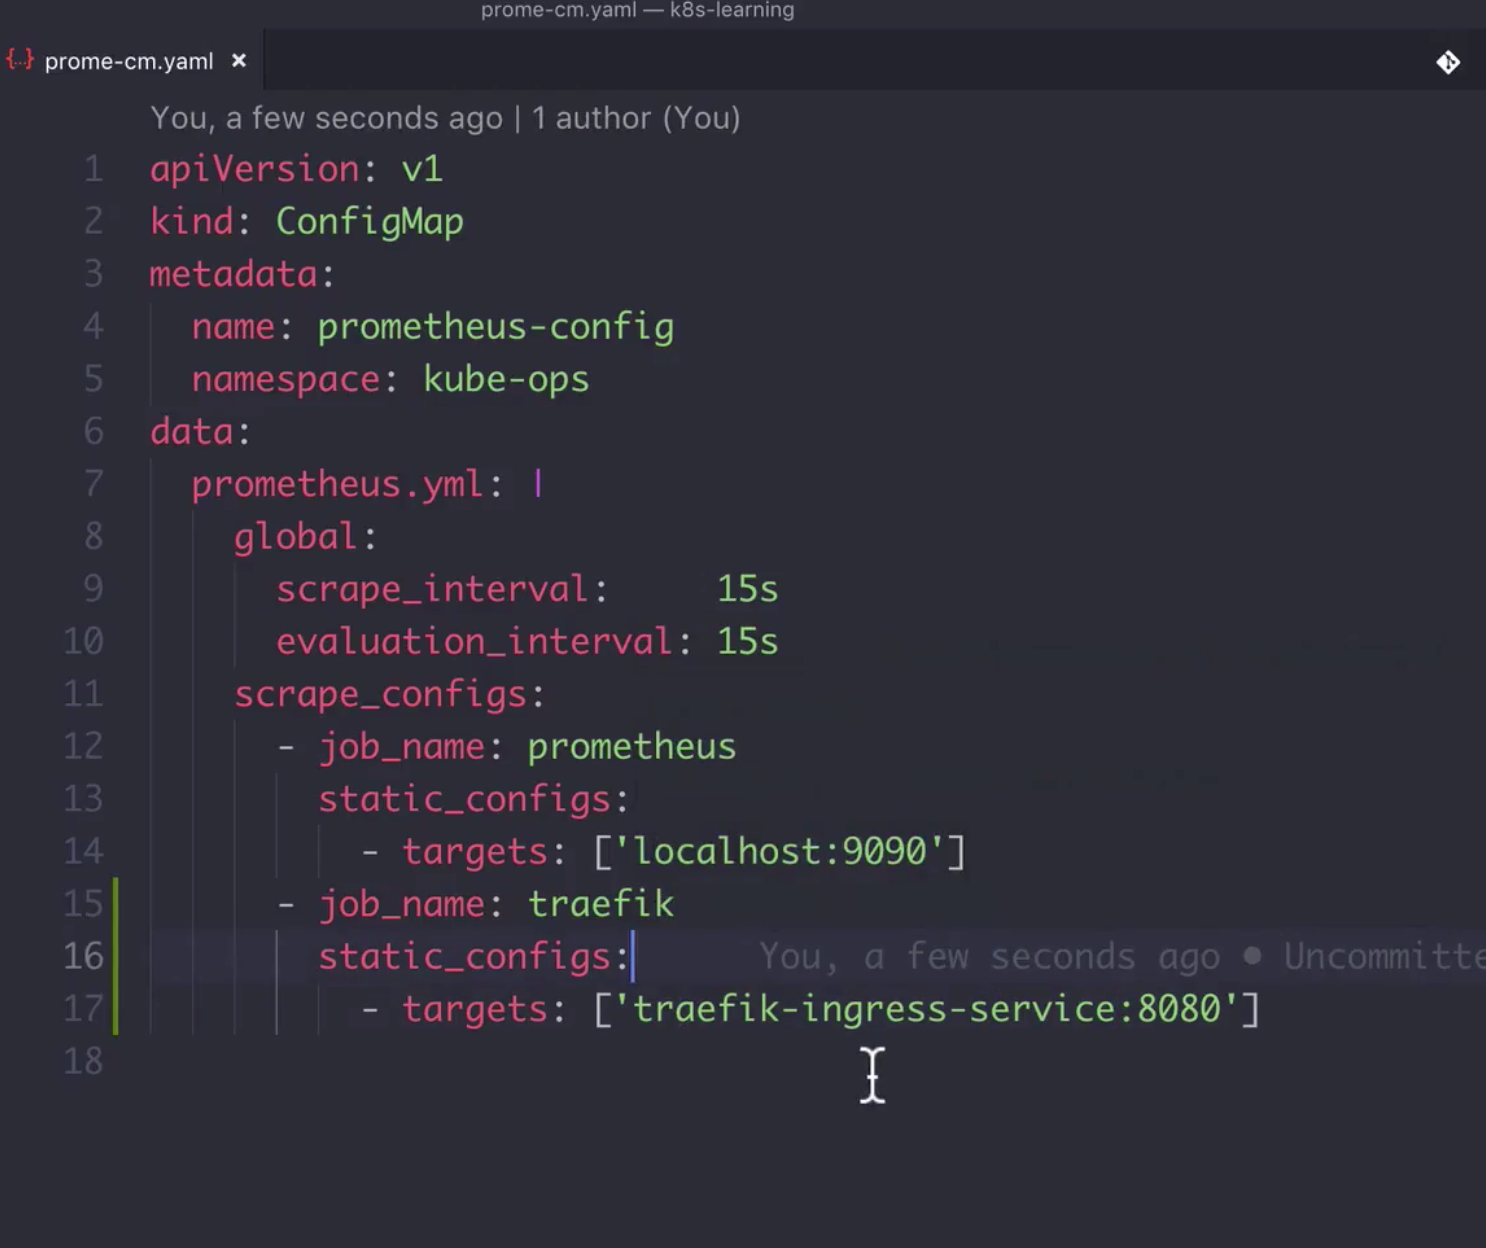 prome-cm.yaml — k8s-learning
{..} prome-cm.yaml ×
You, a few seconds ago | 1 author (You)
1 apiVersion: v1
2 kind: ConfigMap
3 metadata:
4   name: prometheus-config
5   namespace: kube-ops
6 data:
7   prometheus.yml: |
8     global:
9       scrape_interval:     15s
10       evaluation_interval: 15s
11     scrape_configs:
12       - job_name: prometheus
13         static_configs:
14           - targets: ['localhost:9090']
15       - job_name: traefik
16         static_configs: You, a few seconds ago ● Uncommitte
17           - targets: ['traefik-ingress-service:8080']
18